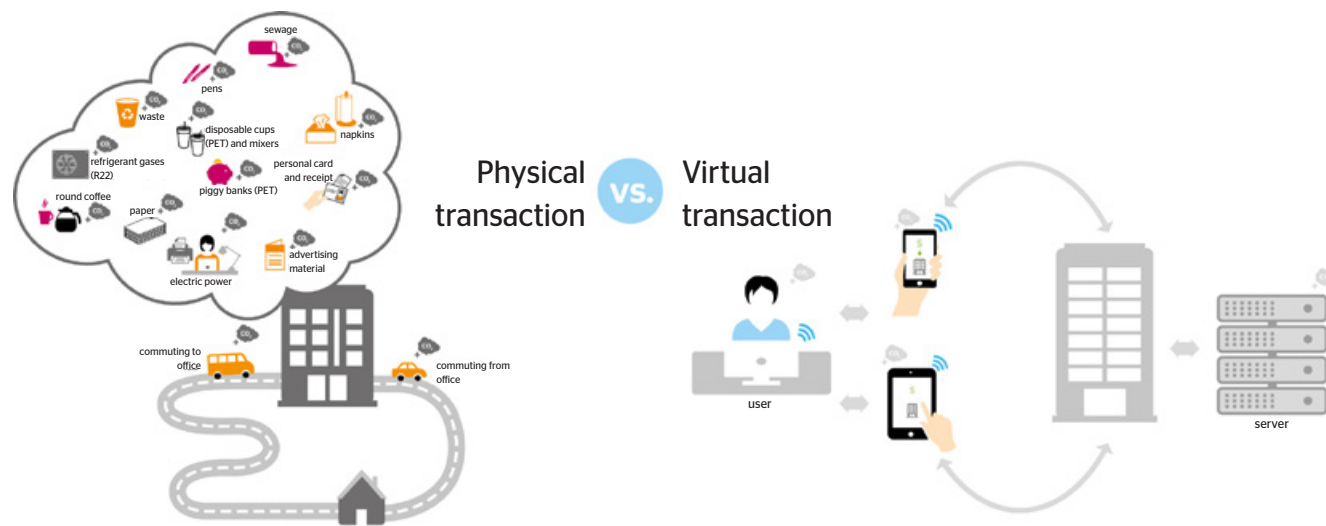 sewage
pens
waste
disposable cups
(PET) and mixers
napkins
refrigerant gases
(R22)
piggy banks (PET)
personal card
and receipt
round coffee
paper
electric power
advertising
material
commuting to
office
commuting from
office
Physical
transaction
vs.
Virtual
transaction
user
server